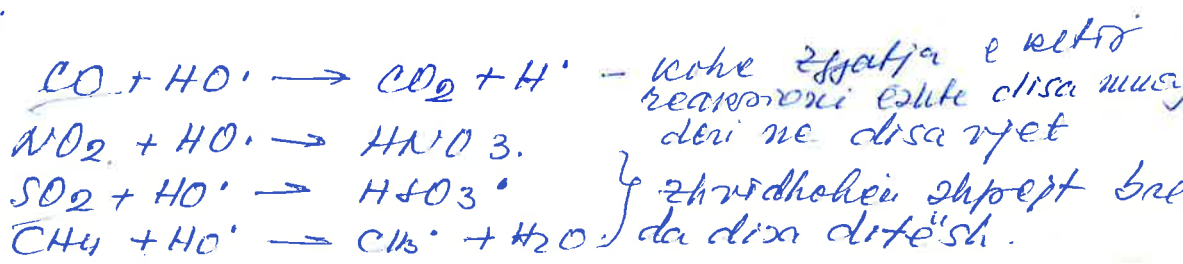 CO + HO· → CO2 + H· – kohe zgjatja e ketij
reaksioni eshte disa muaj
deri ne disa vjet
NO2 + HO· → HNO3.
SO2 + HO· → HSO3·
CH4 + HO· → CH3· + H2O.
} zhvidhohen shpejt bre
da disa ditësh.